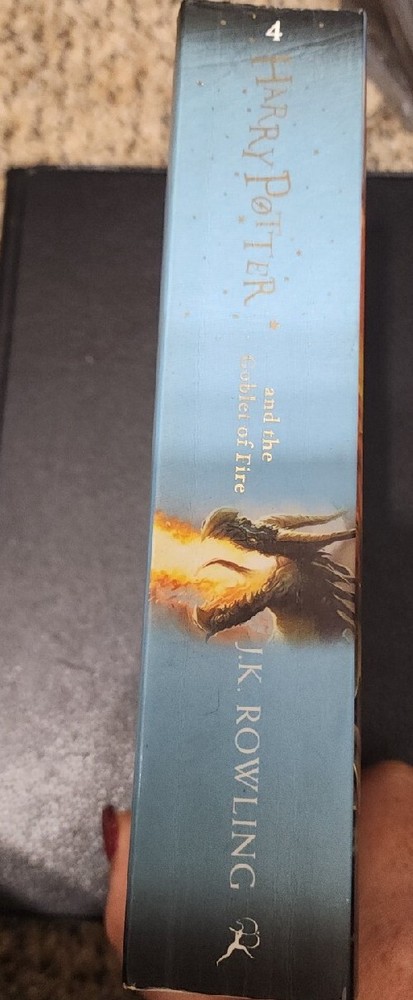 4
HARRY POTTER
and the
Goblet of Fire
J.K. ROWLING